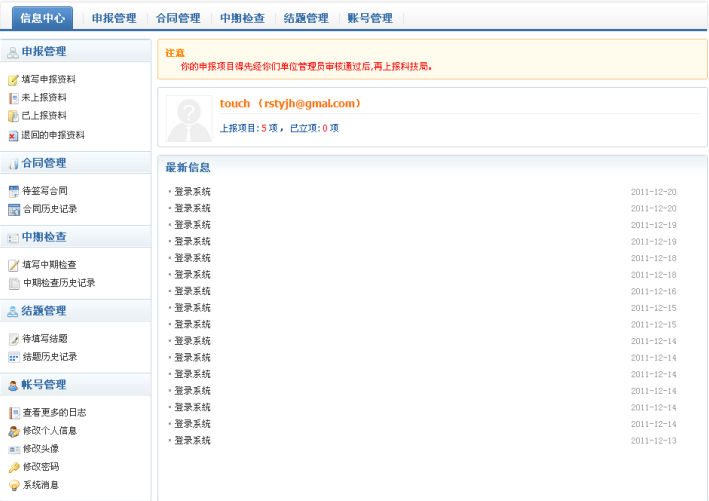 信息中心 申报管理 合同管理 中期检查 结题管理 账号管理
申报管理
填写申报资料
未上报资料
已上报资料
退回的申报资料
合同管理
待签写合同
合同历史记录
中期检查
填写中期检查
中期检查历史记录
结题管理
待填写结题
结题历史记录
帐号管理
查看更多的日志
修改个人信息
修改头像
修改密码
系统消息
注意
你的申报项目得先经你们单位管理员审核通过后,再上报科技局。
touch （rstyjh@gmal.com）
上报项目:5 项， 已立项:0 项
最新信息
登录系统 2011-12-20
登录系统 2011-12-20
登录系统 2011-12-19
登录系统 2011-12-19
登录系统 2011-12-18
登录系统 2011-12-18
登录系统 2011-12-16
登录系统 2011-12-15
登录系统 2011-12-15
登录系统 2011-12-14
登录系统 2011-12-14
登录系统 2011-12-14
登录系统 2011-12-14
登录系统 2011-12-14
登录系统 2011-12-14
登录系统 2011-12-13